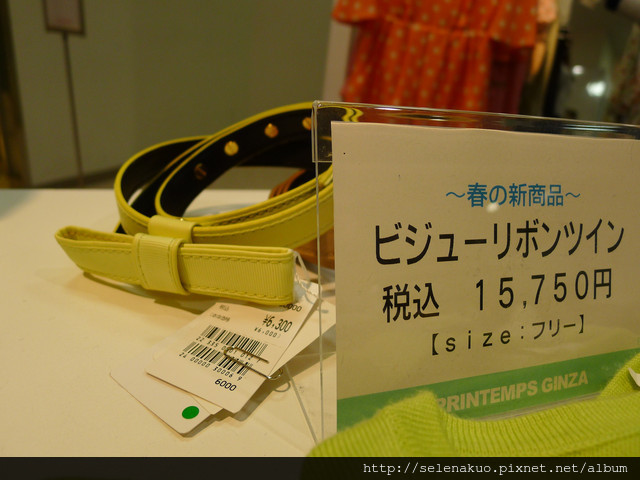 ～春の新商品～
ビジューリボンツイン
税込 15,750円
【size：フリー】
PRINTEMPS GINZA
¥6,300
6000
http://selenakuo.pixnet.net/album